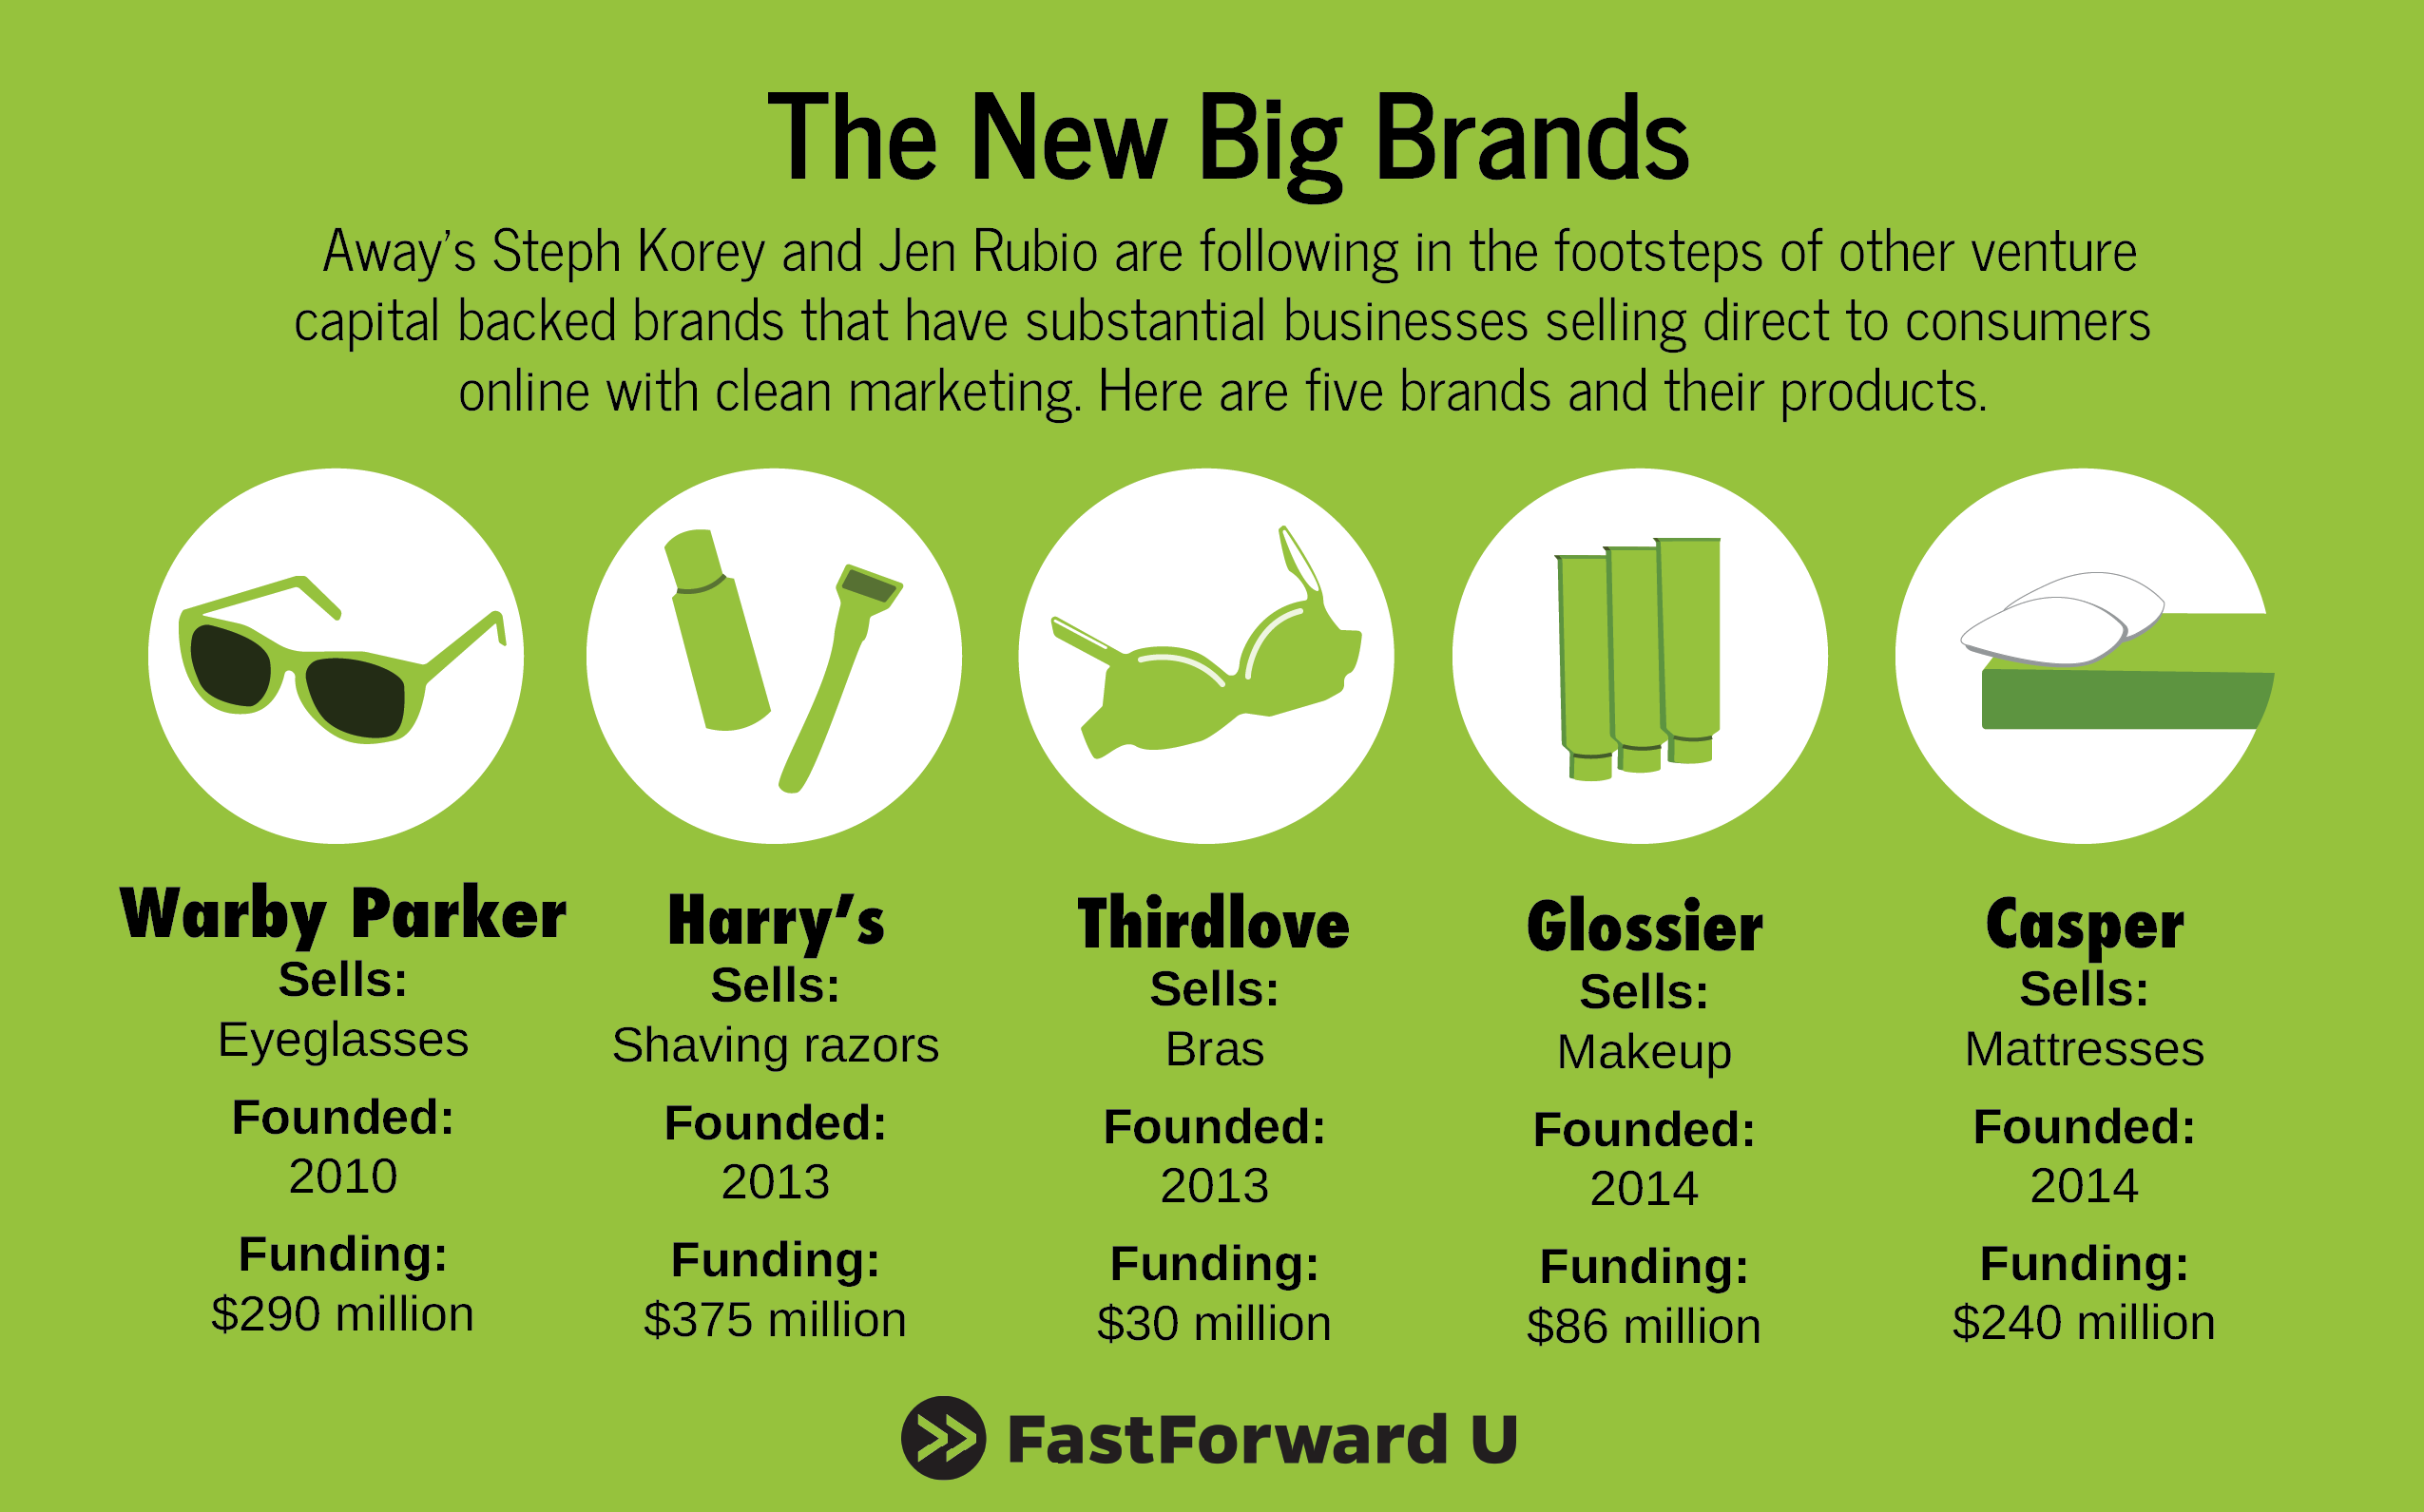 The New Big Brands
Away’s Steph Korey and Jen Rubio are following in the footsteps of other venture
capital backed brands that have substantial businesses selling direct to consumers
online with clean marketing. Here are five brands and their products.
Warby Parker
Sells:
Eyeglasses
Founded:
2010
Funding:
$290 million
Harry’s
Sells:
Shaving razors
Founded:
2013
Funding:
$375 million
Thirdlove
Sells:
Bras
Founded:
2013
Funding:
$30 million
Glossier
Sells:
Makeup
Founded:
2014
Funding:
$86 million
Casper
Sells:
Mattresses
Founded:
2014
Funding:
$240 million
FastForward U